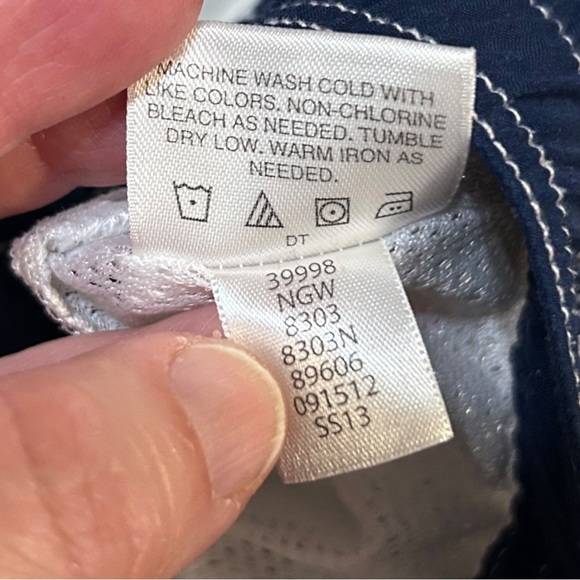 MACHINE WASH COLD WITH
LIKE COLORS. NON-CHLORINE
BLEACH AS NEEDED. TUMBLE
DRY LOW. WARM IRON AS
NEEDED.
DT
39998
NGW
8303
8303N
89606
091512
SS13